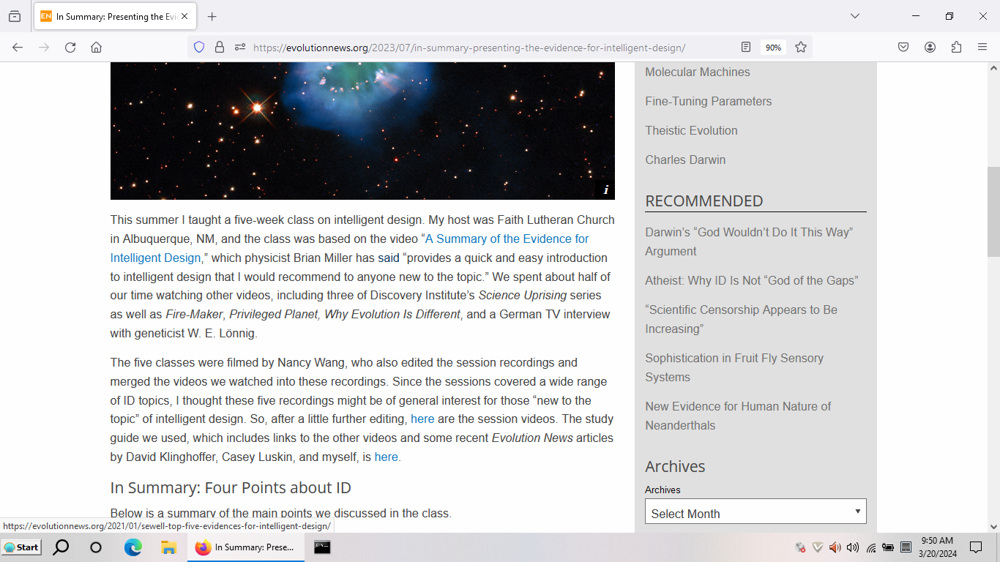 EN In Summary: Presenting the Evi
https://evolutionnews.org/2023/07/in-summary-presenting-the-evidence-for-intelligent-design/
90%
i
This summer I taught a five-week class on intelligent design. My host was Faith Lutheran Church
in Albuquerque, NM, and the class was based on the video “A Summary of the Evidence for
Intelligent Design,” which physicist Brian Miller has said “provides a quick and easy introduction
to intelligent design that I would recommend to anyone new to the topic.” We spent about half of
our time watching other videos, including three of Discovery Institute’s Science Uprising series
as well as Fire-Maker, Privileged Planet, Why Evolution Is Different, and a German TV interview
with geneticist W. E. Lönnig.
The five classes were filmed by Nancy Wang, who also edited the session recordings and
merged the videos we watched into these recordings. Since the sessions covered a wide range
of ID topics, I thought these five recordings might be of general interest for those “new to the
topic” of intelligent design. So, after a little further editing, here are the session videos. The study
guide we used, which includes links to the other videos and some recent Evolution News articles
by David Klinghoffer, Casey Luskin, and myself, is here.
In Summary: Four Points about ID
Below is a summary of the main points we discussed in the class.
Molecular Machines
Fine-Tuning Parameters
Theistic Evolution
Charles Darwin
RECOMMENDED
Darwin’s “God Wouldn’t Do It This Way”
Argument
Atheist: Why ID Is Not “God of the Gaps”
“Scientific Censorship Appears to Be
Increasing”
Sophistication in Fruit Fly Sensory
Systems
New Evidence for Human Nature of
Neanderthals
Archives
Archives
Select Month
https://evolutionnews.org/2021/01/sewell-top-five-evidences-for-intelligent-design/
Start
In Summary: Prese...
9:50 AM
3/20/2024